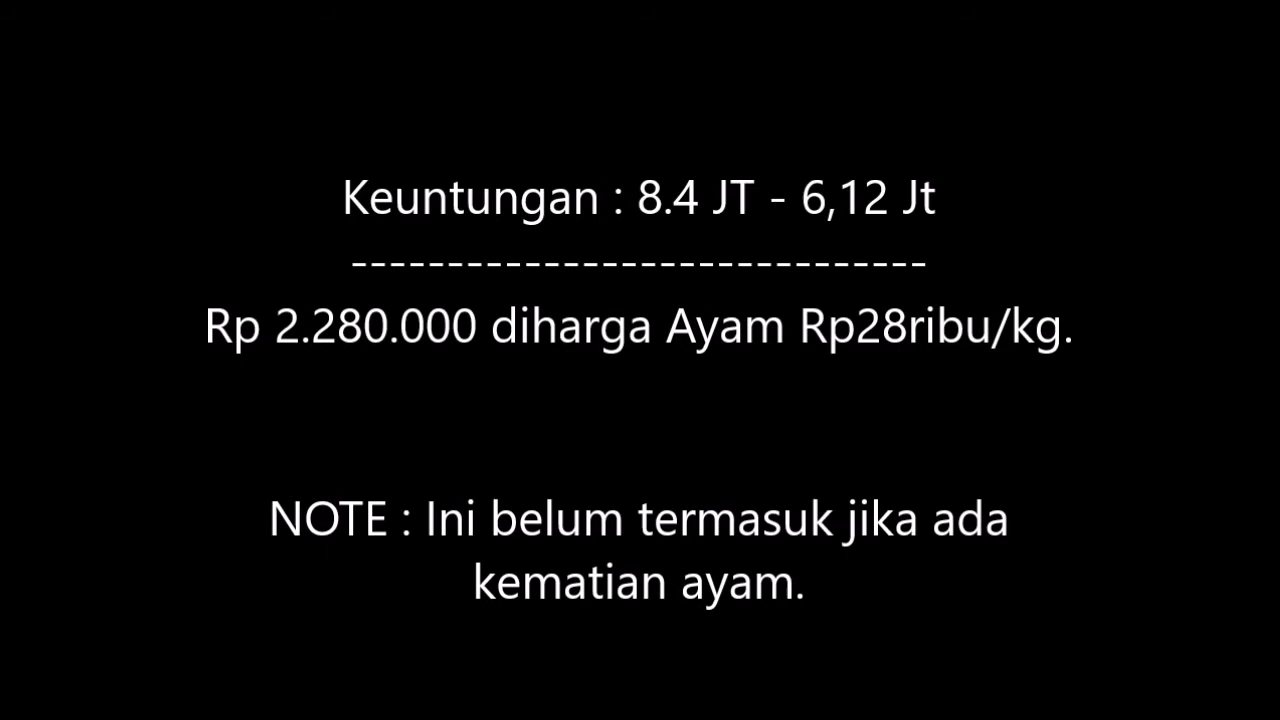 Keuntungan : 8.4 JT - 6,12 Jt
------------------------------
Rp 2.280.000 diharga Ayam Rp28ribu/kg.
NOTE : Ini belum termasuk jika ada
kematian ayam.